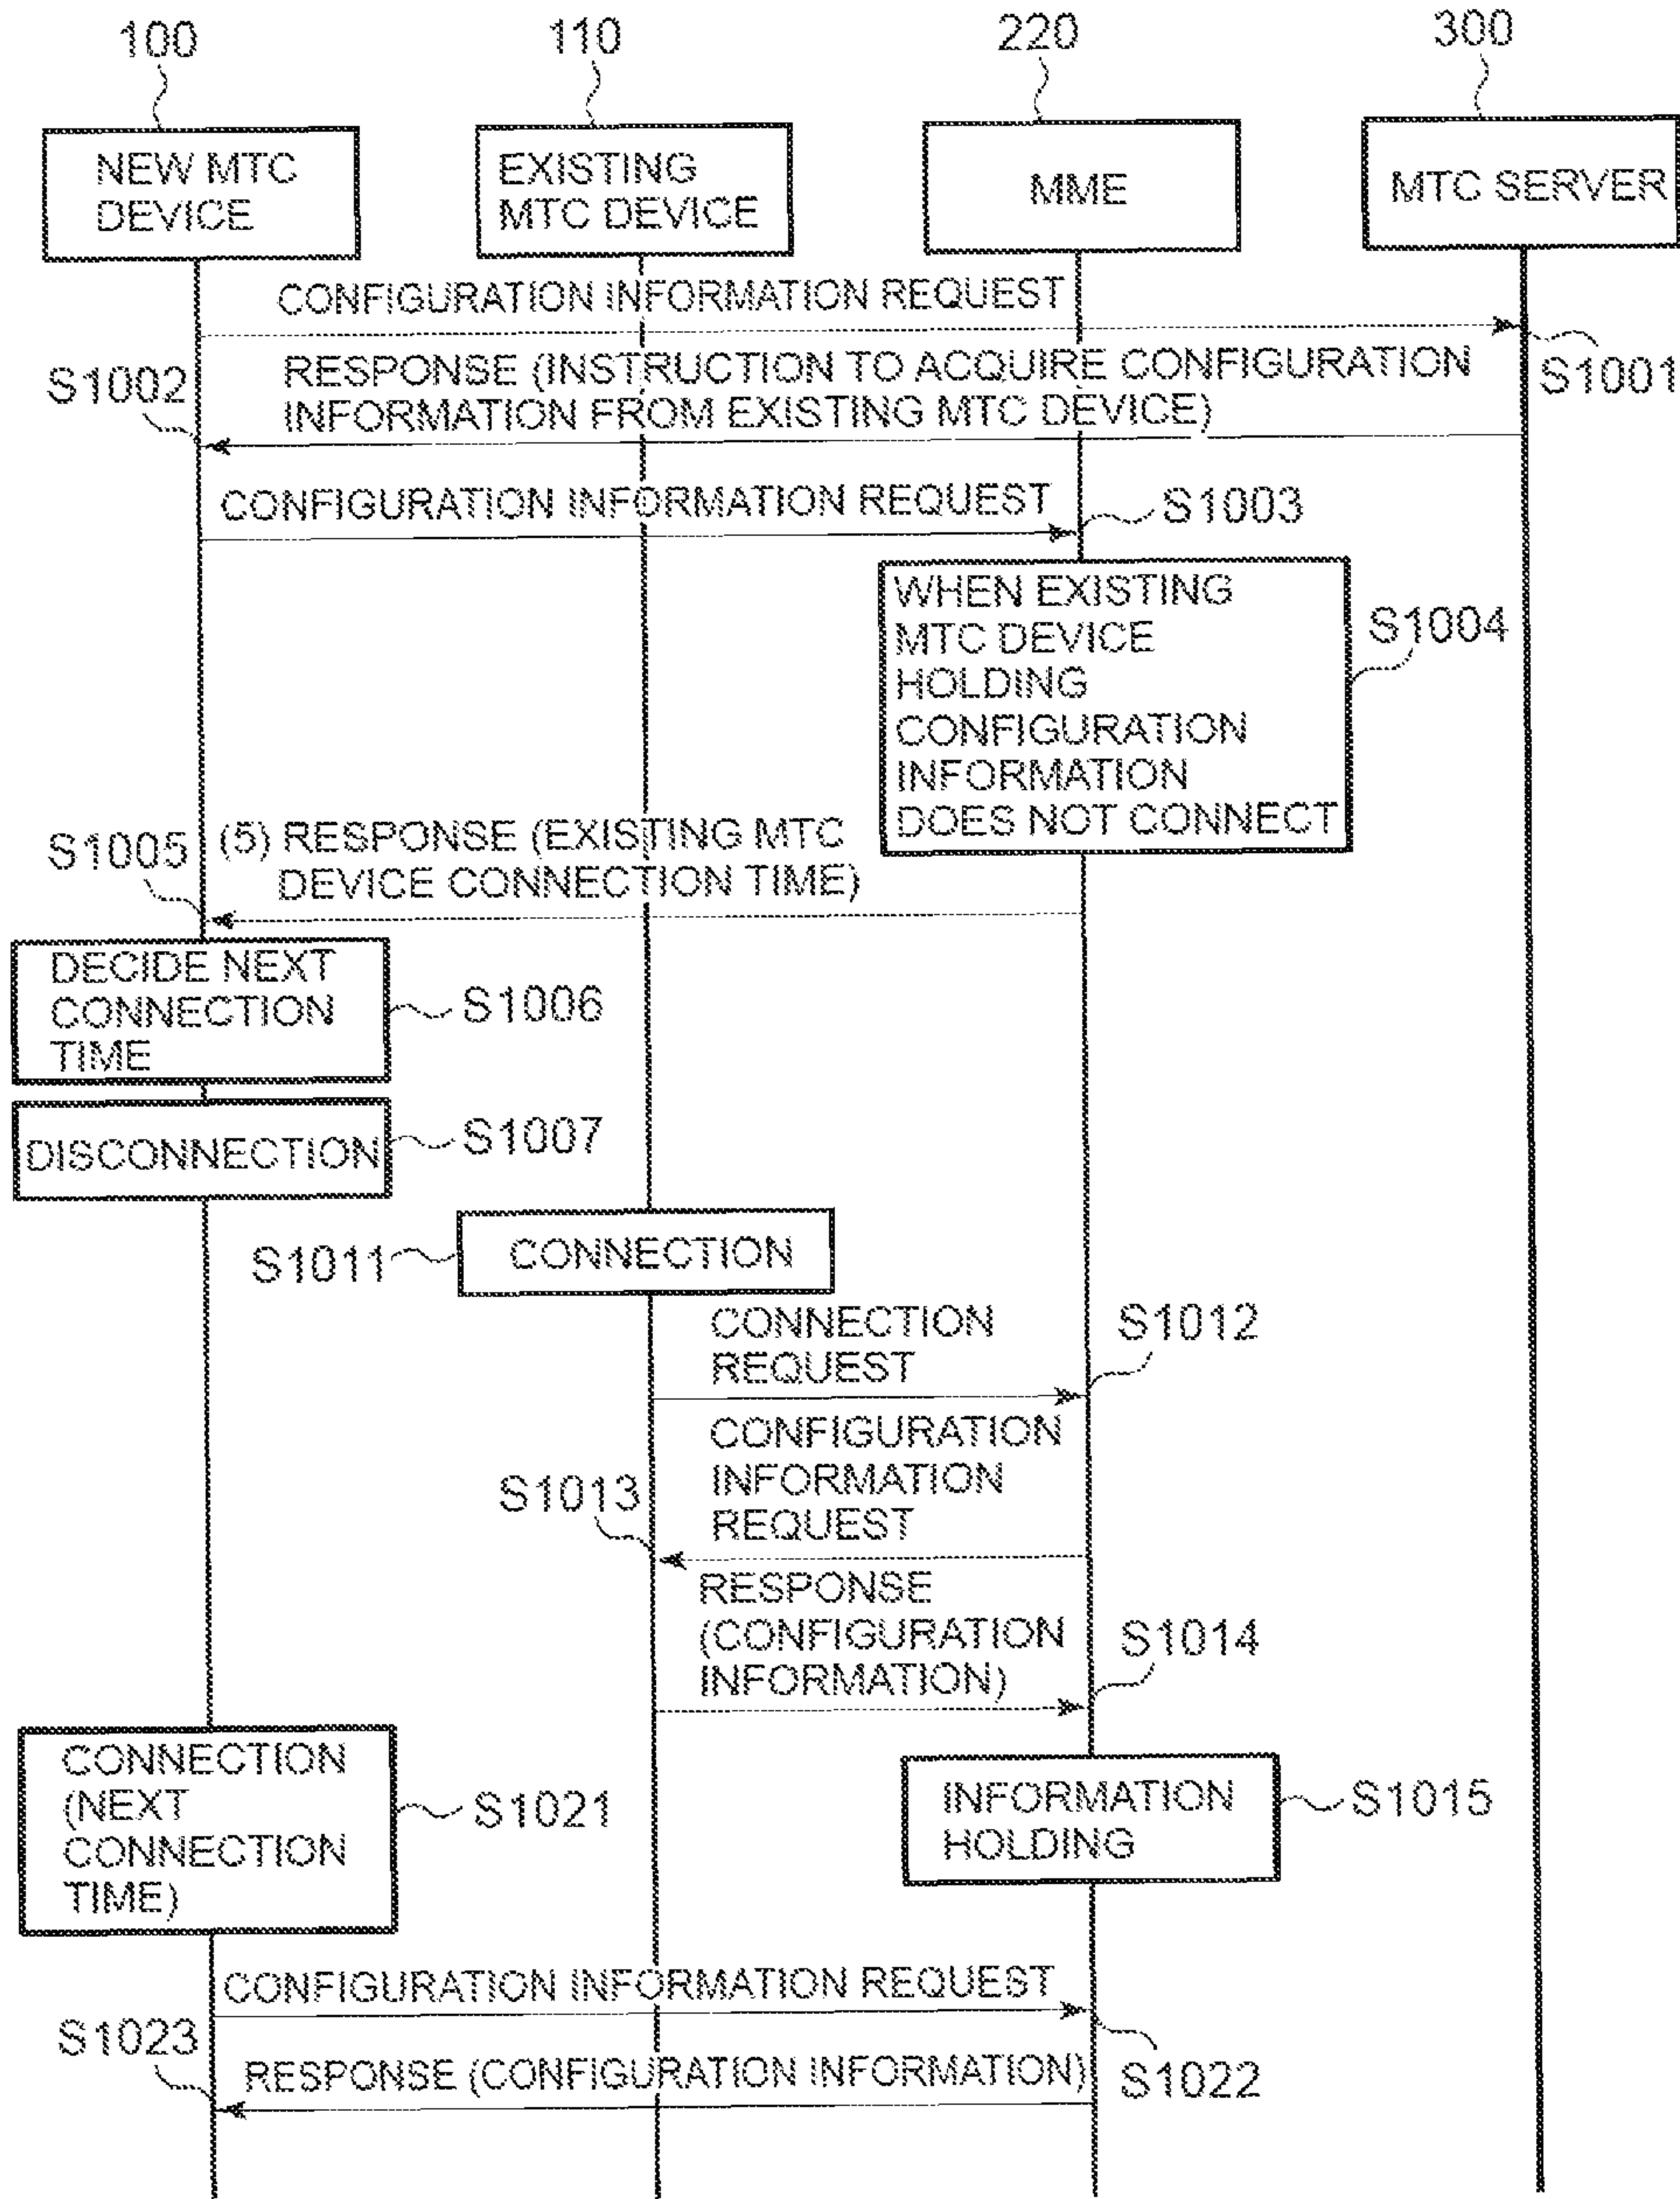 100
110
220
300
NEW MTC
DEVICE
EXISTING
MTC DEVICE
MME
MTC SERVER
CONFIGURATION INFORMATION REQUEST
S1001
S1002
RESPONSE (INSTRUCTION TO ACQUIRE CONFIGURATION
INFORMATION FROM EXISTING MTC DEVICE)
CONFIGURATION INFORMATION REQUEST
S1003
WHEN EXISTING
MTC DEVICE
HOLDING
CONFIGURATION
INFORMATION
DOES NOT CONNECT
S1004
S1005
(5) RESPONSE (EXISTING MTC
DEVICE CONNECTION TIME)
DECIDE NEXT
CONNECTION
TIME
S1006
DISCONNECTION
S1007
S1011
CONNECTION
CONNECTION
REQUEST
S1012
CONFIGURATION
INFORMATION
REQUEST
S1013
RESPONSE
(CONFIGURATION
INFORMATION)
S1014
CONNECTION
(NEXT
CONNECTION
TIME)
S1021
INFORMATION
HOLDING
S1015
CONFIGURATION INFORMATION REQUEST
S1022
S1023
RESPONSE (CONFIGURATION INFORMATION)